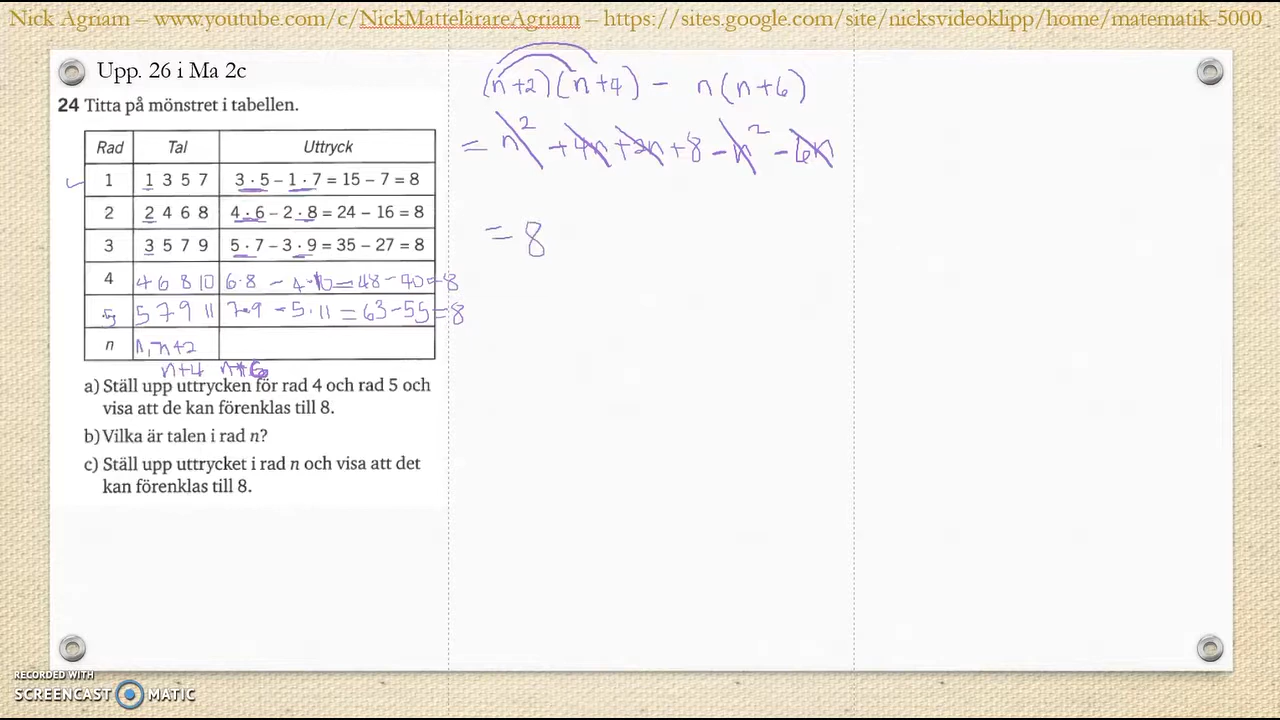 Nick Agriam – www.youtube.com/c/NickMattelärareAgriam – https://sites.google.com/site/nicksvideoklipp/home/matematik-5000
Upp. 26 i Ma 2c
24 Titta på mönstret i tabellen.
Rad Tal Uttryck
1 1 3 5 7 3 · 5 – 1 · 7 = 15 – 7 = 8
2 2 4 6 8 4 · 6 – 2 · 8 = 24 – 16 = 8
3 3 5 7 9 5 · 7 – 3 · 9 = 35 – 27 = 8
4 4 6 8 10 6·8 – 4·10 = 48 – 40 = 8
5 5 7 9 11 7·9 – 5·11 = 63 – 55 = 8
n n, n+2
n+4 n+6
a) Ställ upp uttrycken för rad 4 och rad 5 och
visa att de kan förenklas till 8.
b) Vilka är talen i rad n?
c) Ställ upp uttrycket i rad n och visa att det
kan förenklas till 8.
(n+2)(n+4) – n(n+6)
= n² + 4n + 2n + 8 – n² – 6n
= 8
RECORDED WITH
SCREENCAST MATIC